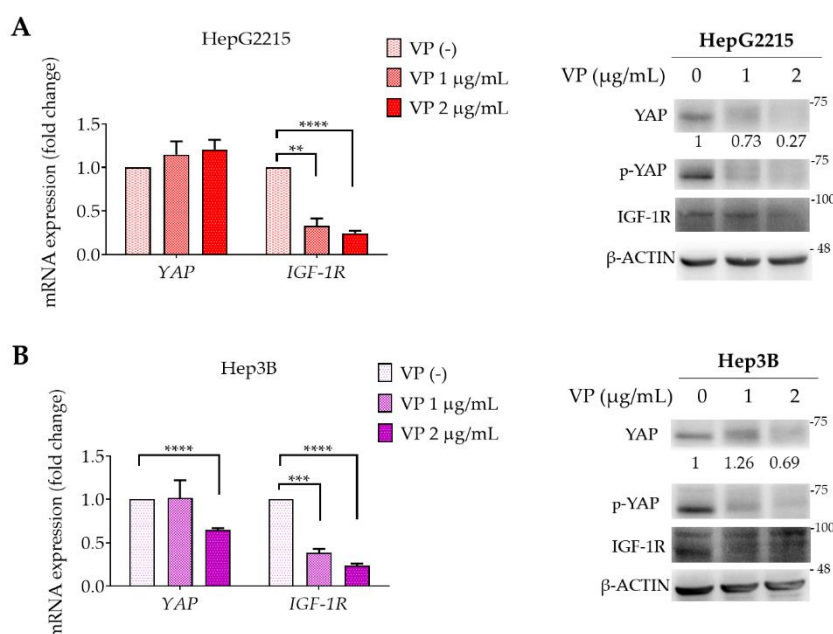 A
HepG2215
VP (-)
VP 1 μg/mL
VP 2 μg/mL
mRNA expression (fold change)
1.5
1.0
0.5
0.0
**
****
YAP
IGF-1R
HepG2215
VP (μg/mL)
0 1 2
YAP
-75
1 0.73 0.27
p-YAP
-75
IGF-1R
-100
β-ACTIN
- 48
B
Hep3B
VP (-)
VP 1 μg/mL
VP 2 μg/mL
mRNA expression (fold change)
1.5
1.0
0.5
0.0
****
***
****
YAP
IGF-1R
Hep3B
VP (μg/mL)
0 1 2
YAP
-75
1 1.26 0.69
p-YAP
-75
IGF-1R
-100
β-ACTIN
- 48